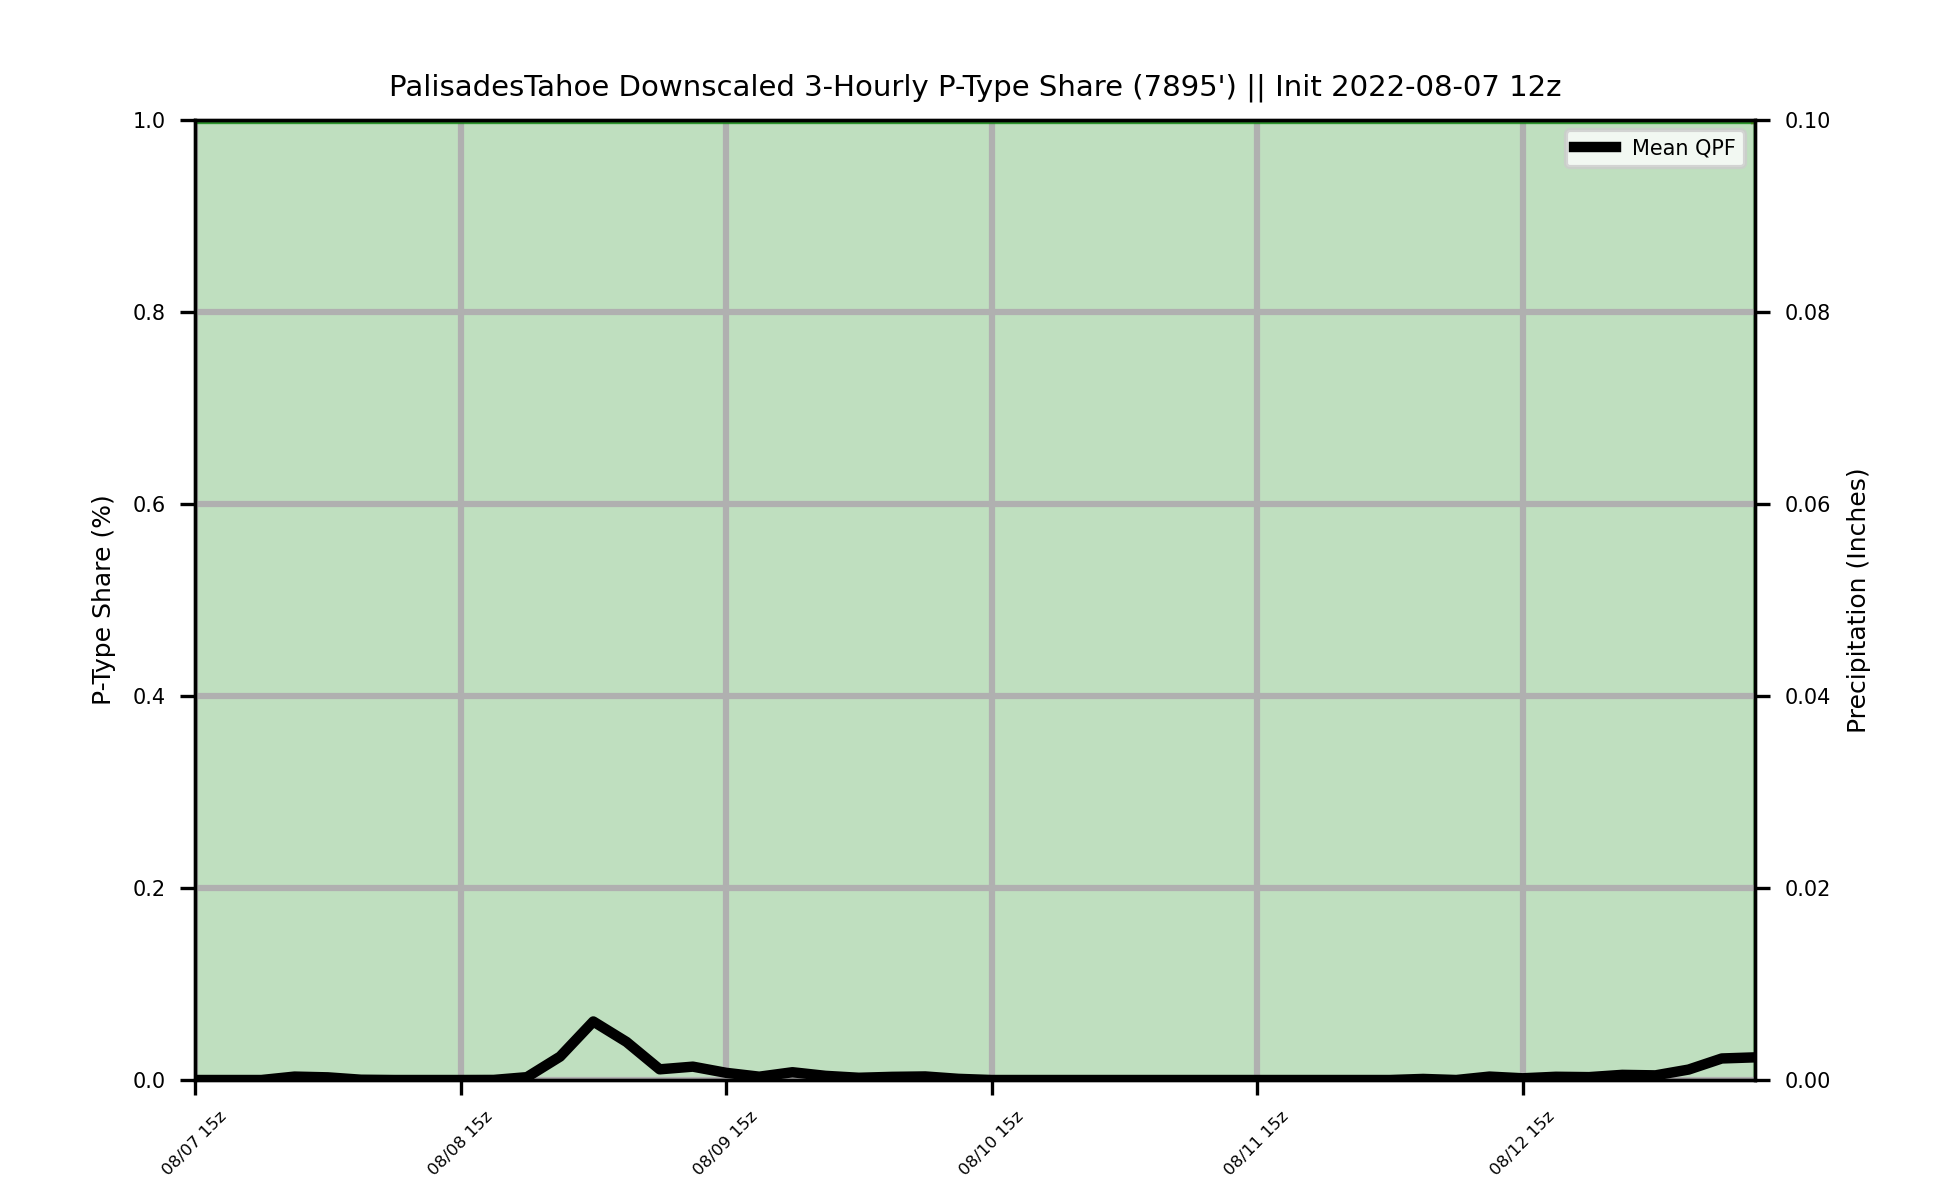 PalisadesTahoe Downscaled 3-Hourly P-Type Share (7895') || Init 2022-08-07 12z
Mean QPF
P-Type Share (%)
1.0
0.8
0.6
0.4
0.2
0.0
0.10
0.08
0.06
0.04
0.02
0.00
Precipitation (Inches)
08/07 15z
08/08 15z
08/09 15z
08/10 15z
08/11 15z
08/12 15z